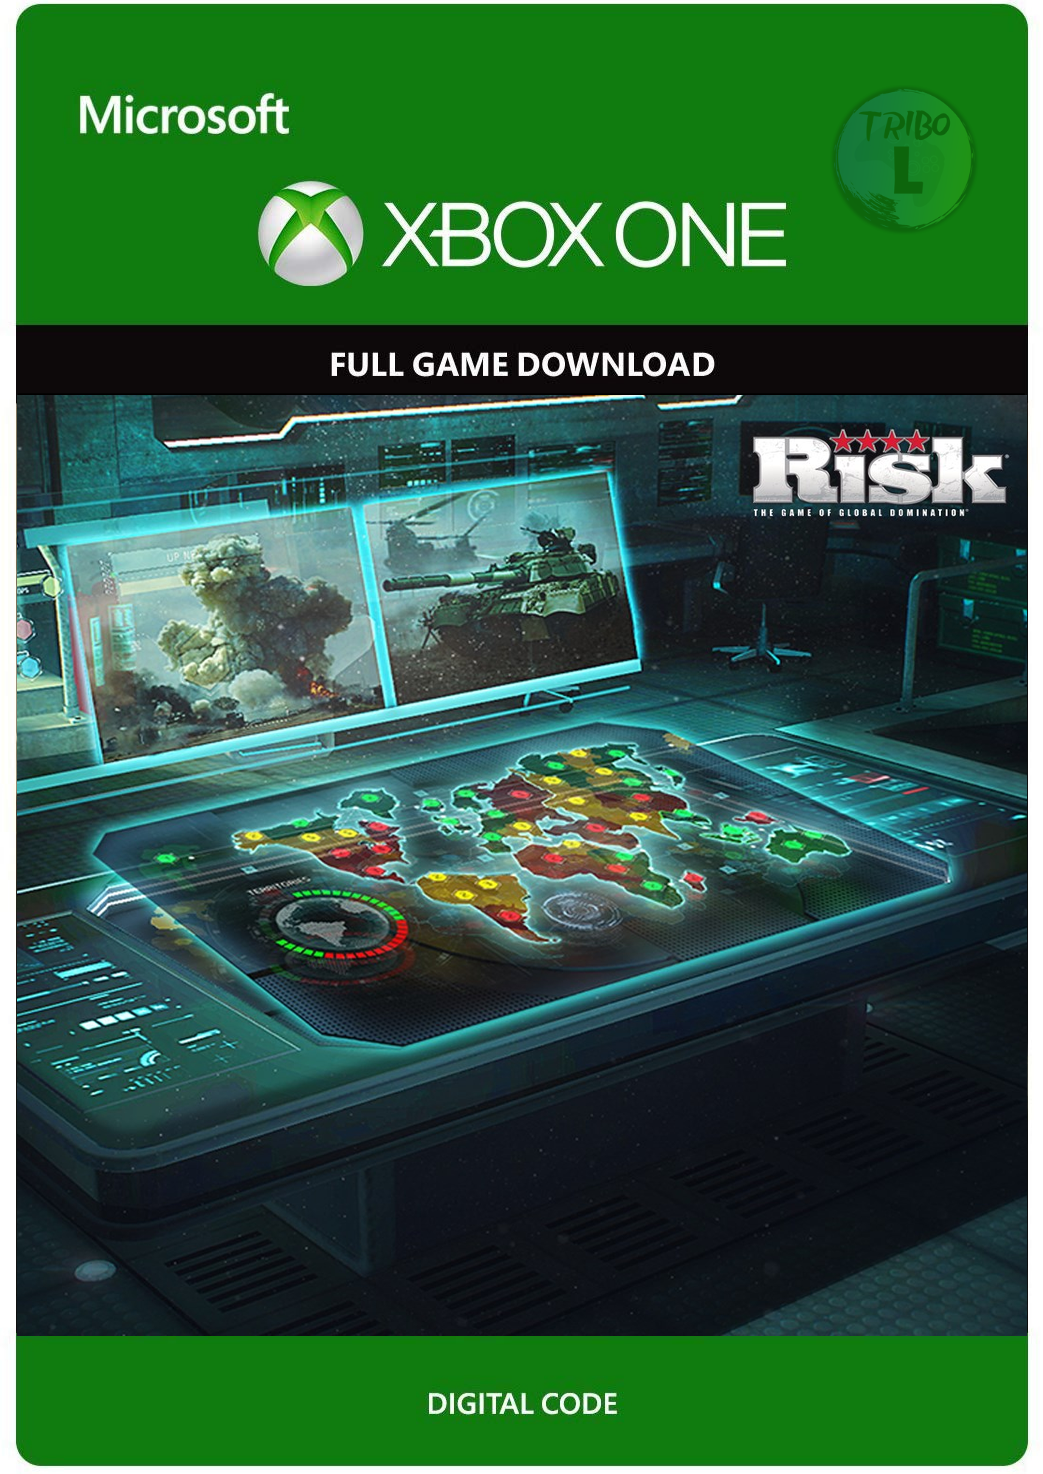 Microsoft
TRIBO
L
XBOX ONE
FULL GAME DOWNLOAD
RISK
THE GAME OF GLOBAL DOMINATION
TERRITORIES
DIGITAL CODE